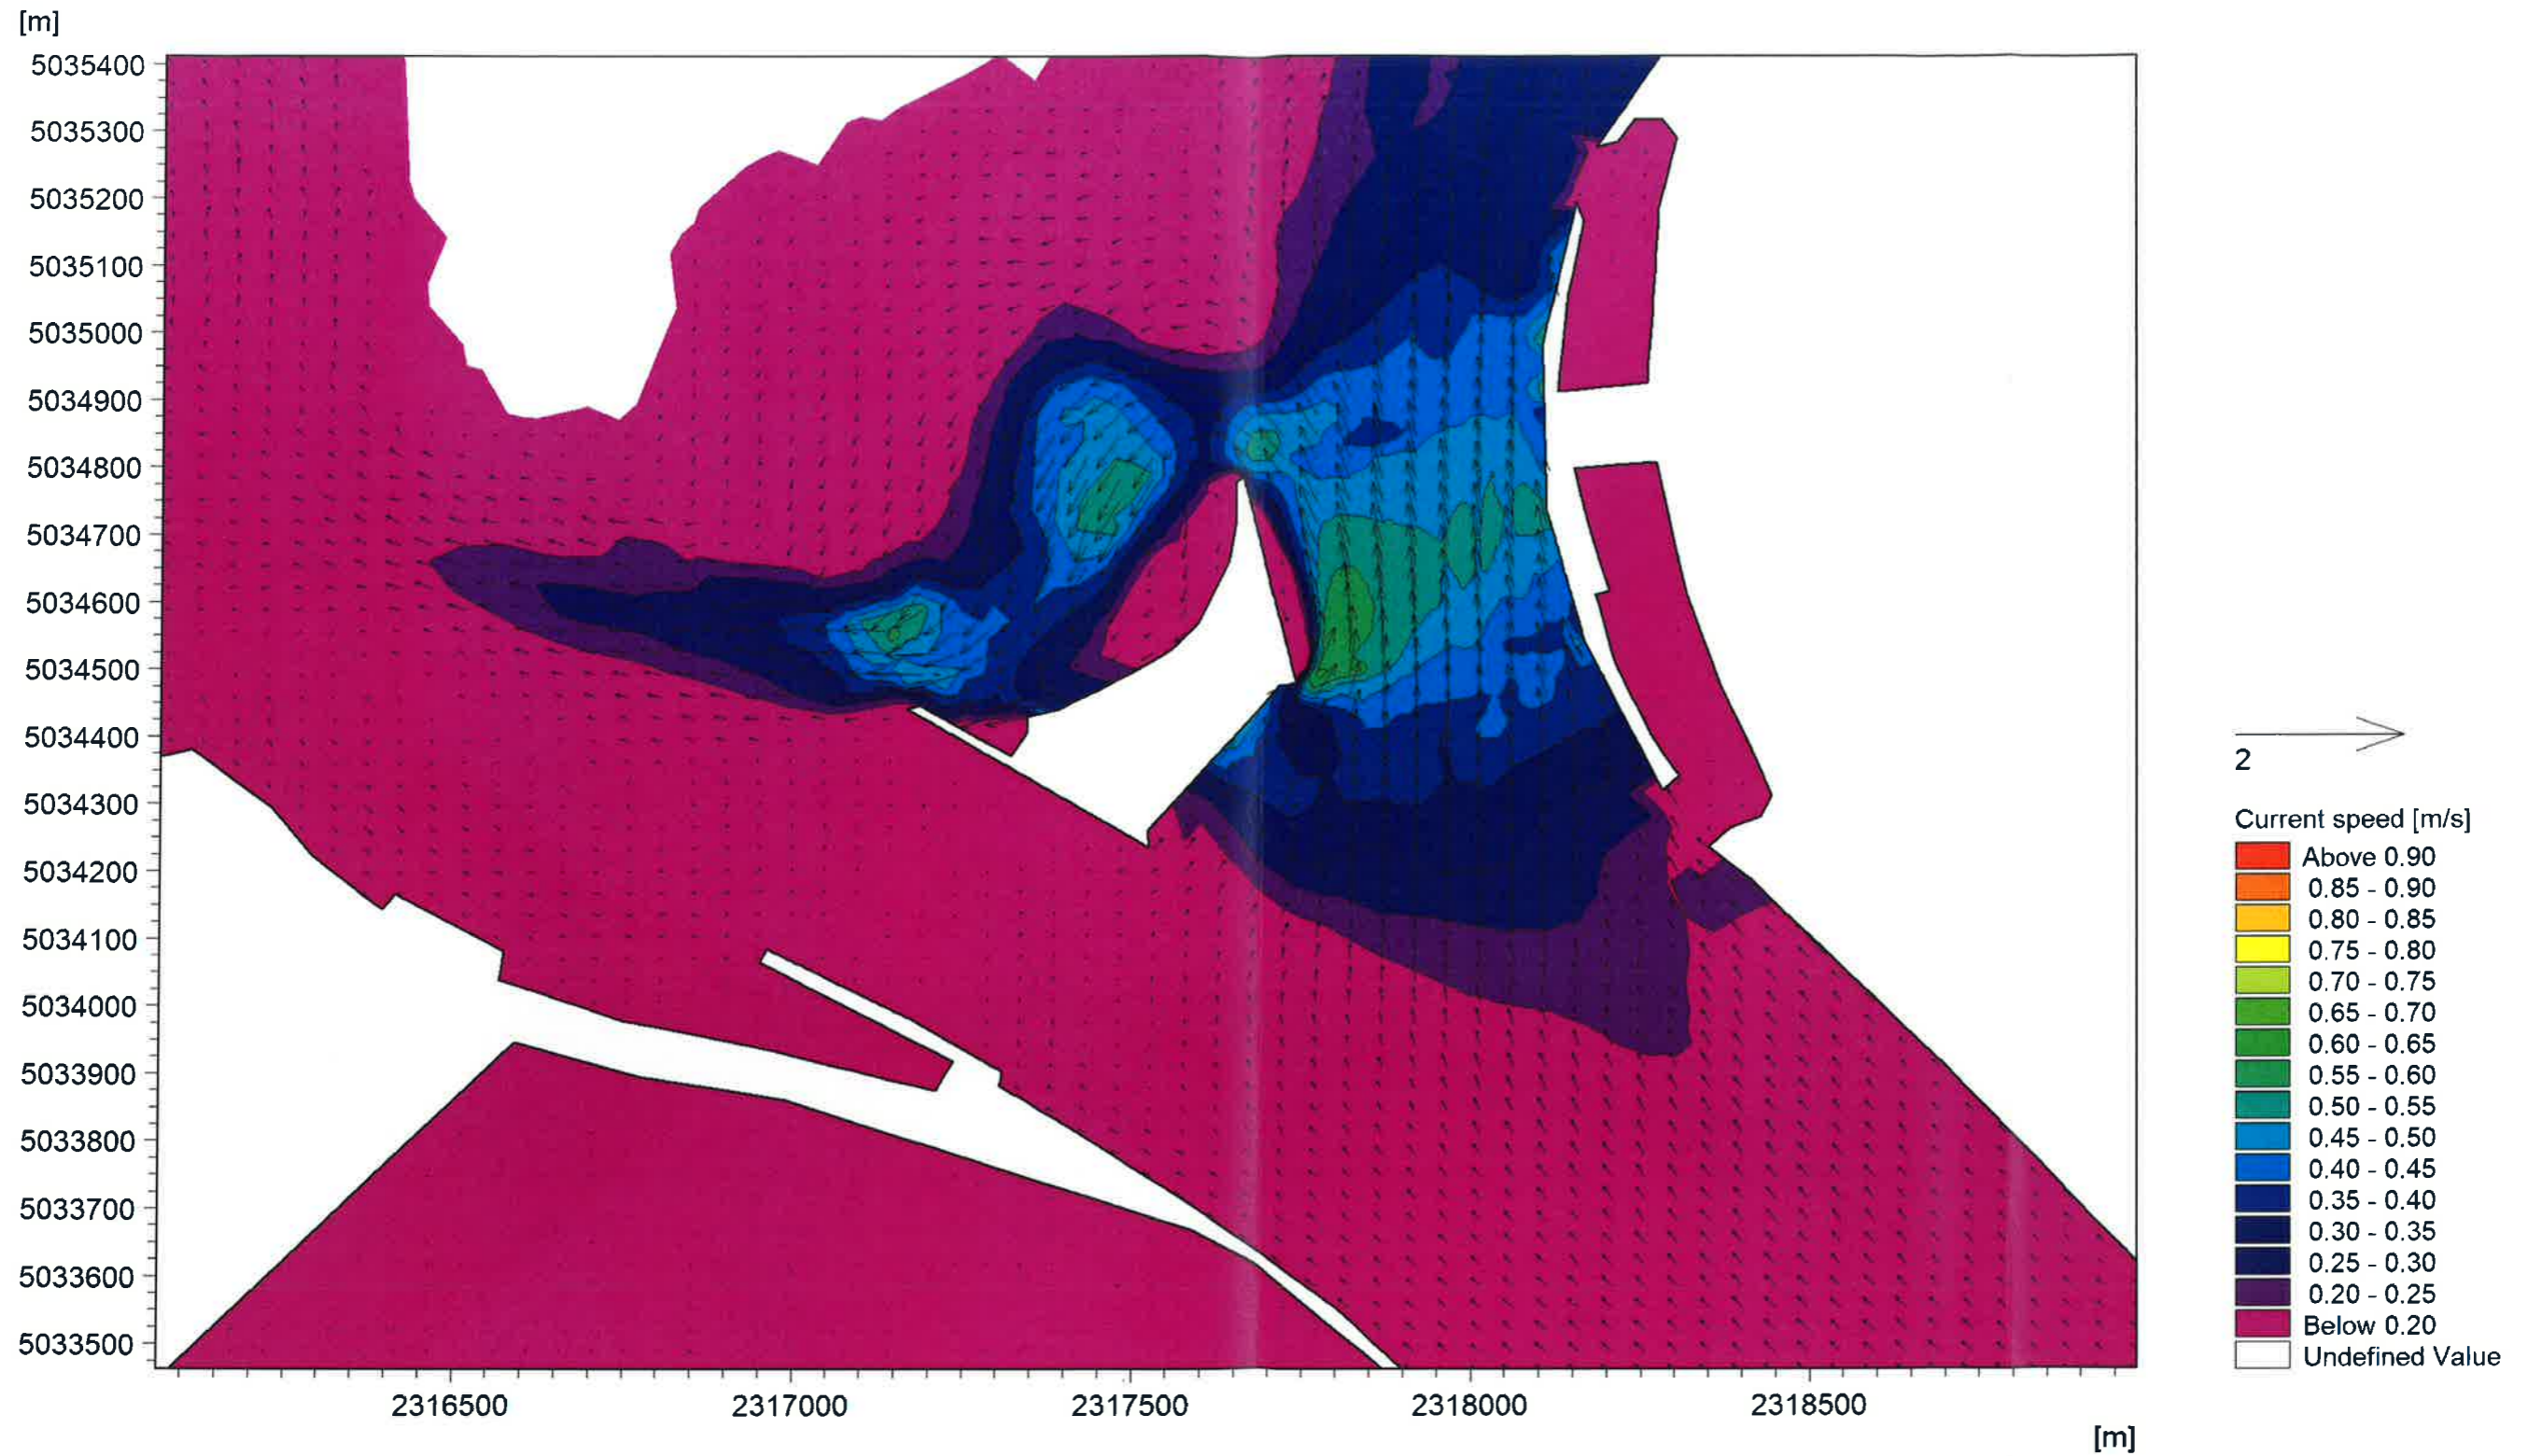 [m]
5035400
5035300
5035200
5035100
5035000
5034900
5034800
5034700
5034600
5034500
5034400
5034300
5034200
5034100
5034000
5033900
5033800
5033700
5033600
5033500
2316500
2317000
2317500
2318000
2318500
[m]
2
Current speed [m/s]
Above 0.90
0.85 - 0.90
0.80 - 0.85
0.75 - 0.80
0.70 - 0.75
0.65 - 0.70
0.60 - 0.65
0.55 - 0.60
0.50 - 0.55
0.45 - 0.50
0.40 - 0.45
0.35 - 0.40
0.30 - 0.35
0.25 - 0.30
0.20 - 0.25
Below 0.20
Undefined Value